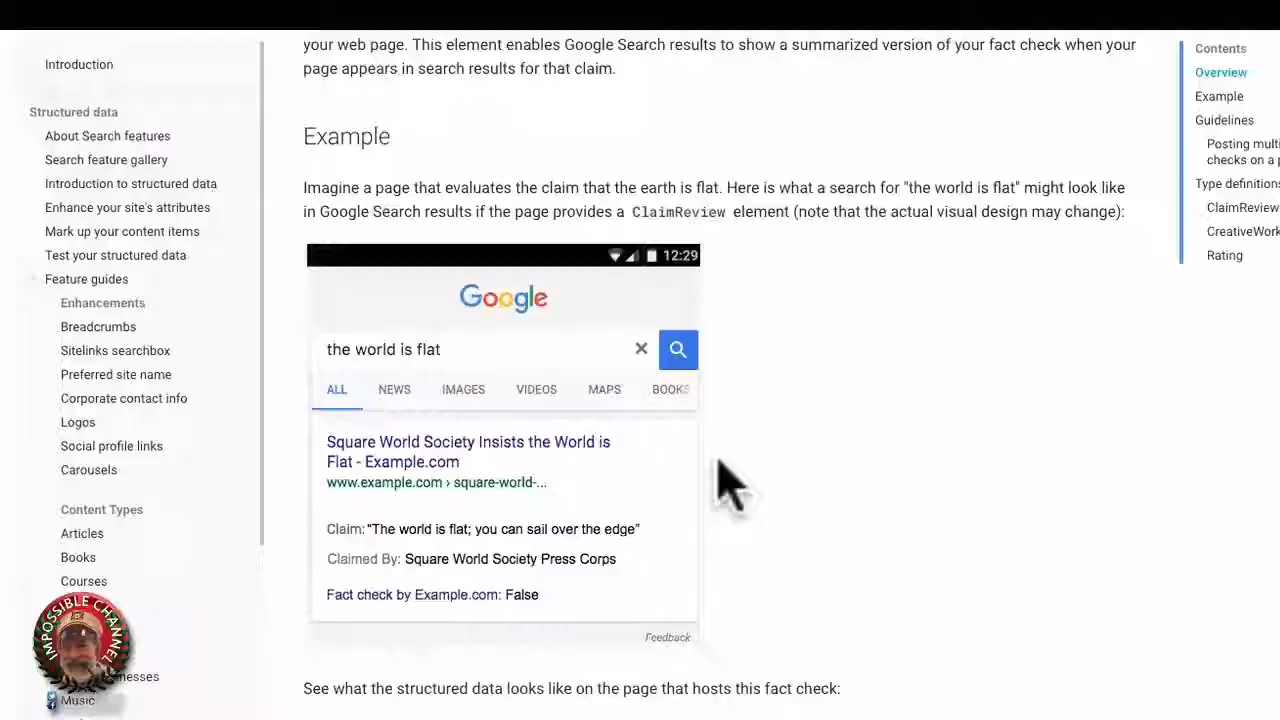 Introduction
Structured data
About Search features
Search feature gallery
Introduction to structured data
Enhance your site's attributes
Mark up your content items
Test your structured data
Feature guides
Enhancements
Breadcrumbs
Sitelinks searchbox
Preferred site name
Corporate contact info
Logos
Social profile links
Carousels
Content Types
Articles
Books
Courses
IMPOSSIBLE CHANNEL
nesses
Music
your web page. This element enables Google Search results to show a summarized version of your fact check when your
page appears in search results for that claim.
Example
Imagine a page that evaluates the claim that the earth is flat. Here is what a search for "the world is flat" might look like
in Google Search results if the page provides a ClaimReview element (note that the actual visual design may change):
12:29
Google
the world is flat ✕
ALL NEWS IMAGES VIDEOS MAPS BOOKS
Square World Society Insists the World is
Flat - Example.com
www.example.com › square-world-...
Claim: "The world is flat; you can sail over the edge"
Claimed By: Square World Society Press Corps
Fact check by Example.com: False
Feedback
See what the structured data looks like on the page that hosts this fact check:
Contents
Overview
Example
Guidelines
Posting multi
checks on a p
Type definitions
ClaimReview
CreativeWork
Rating